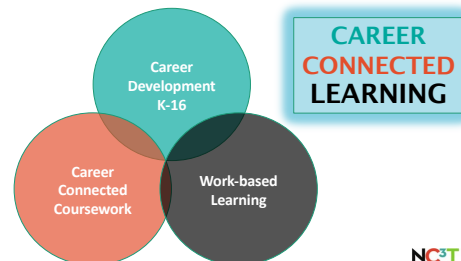 CAREER
CONNECTED
LEARNING
Career
Development
K-16
Career
Connected
Coursework
Work-based
Learning
NC³T